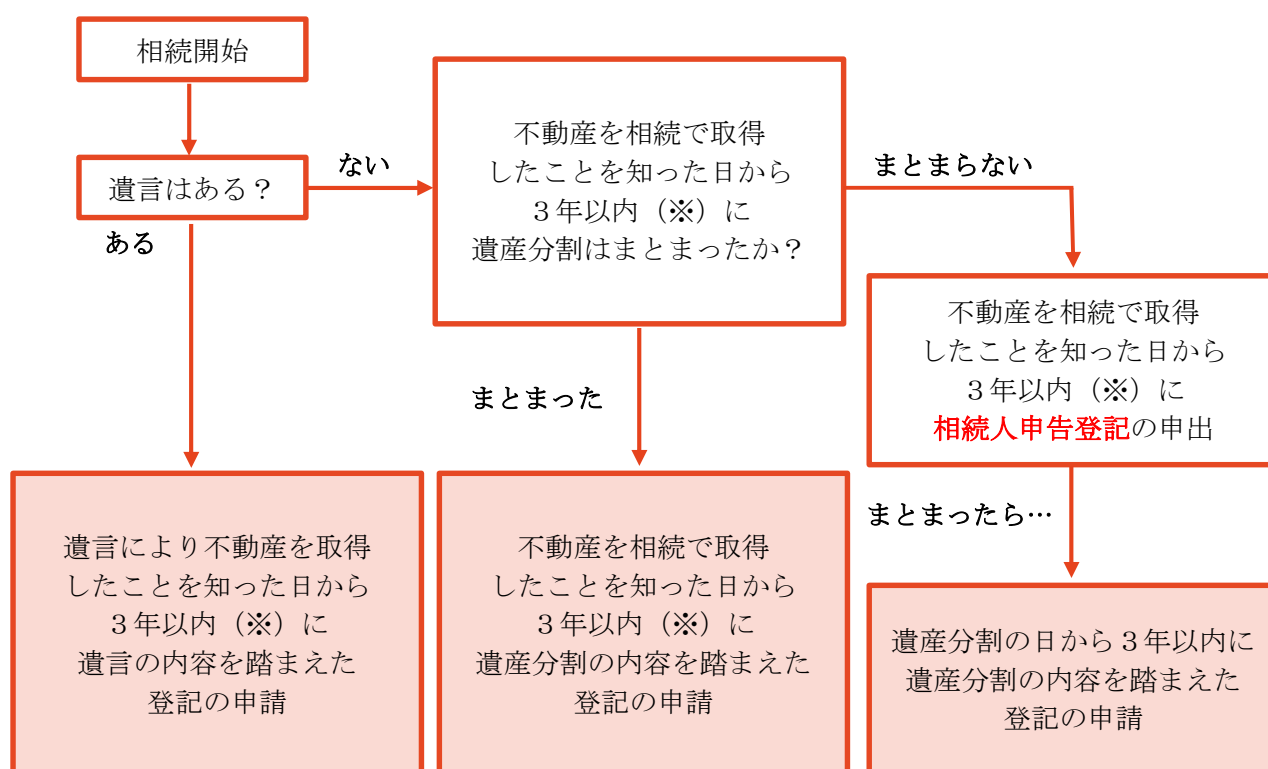 相続開始
遺言はある？
ない
ある
不動産を相続で取得
したことを知った日から
３年以内（※）に
遺産分割はまとまったか？
まとまらない
まとまった
不動産を相続で取得
したことを知った日から
３年以内（※）に
相続人申告登記の申出
まとまったら…
遺言により不動産を取得
したことを知った日から
３年以内（※）に
遺言の内容を踏まえた
登記の申請
不動産を相続で取得
したことを知った日から
３年以内（※）に
遺産分割の内容を踏まえた
登記の申請
遺産分割の日から３年以内に
遺産分割の内容を踏まえた
登記の申請